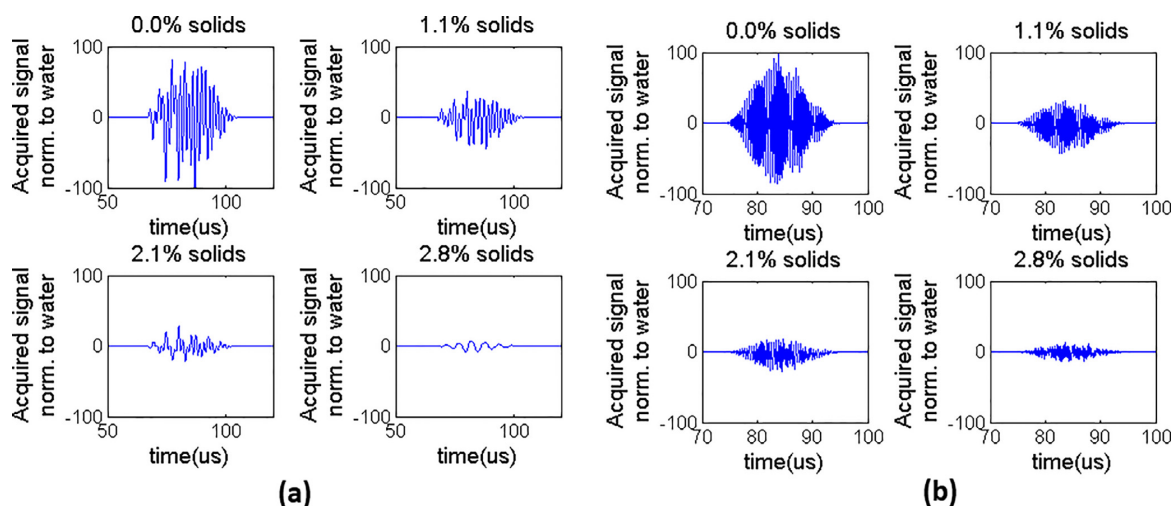 0.0% solids
100
0
-100
50
100
time(us)
Acquired signal
norm. to water
1.1% solids
100
0
-100
50
100
time(us)
Acquired signal
norm. to water
2.1% solids
100
0
-100
50
100
time(us)
Acquired signal
norm. to water
2.8% solids
100
0
-100
50
100
time(us)
Acquired signal
norm. to water
(a)
0.0% solids
100
0
-100
70
80
90
100
time(us)
Acquired signal
norm. to water
1.1% solids
100
0
-100
70
80
90
100
time(us)
Acquired signal
norm. to water
2.1% solids
100
0
-100
70
80
90
100
time(us)
Acquired signal
norm. to water
2.8% solids
100
0
-100
70
80
90
100
time(us)
Acquired signal
norm. to water
(b)